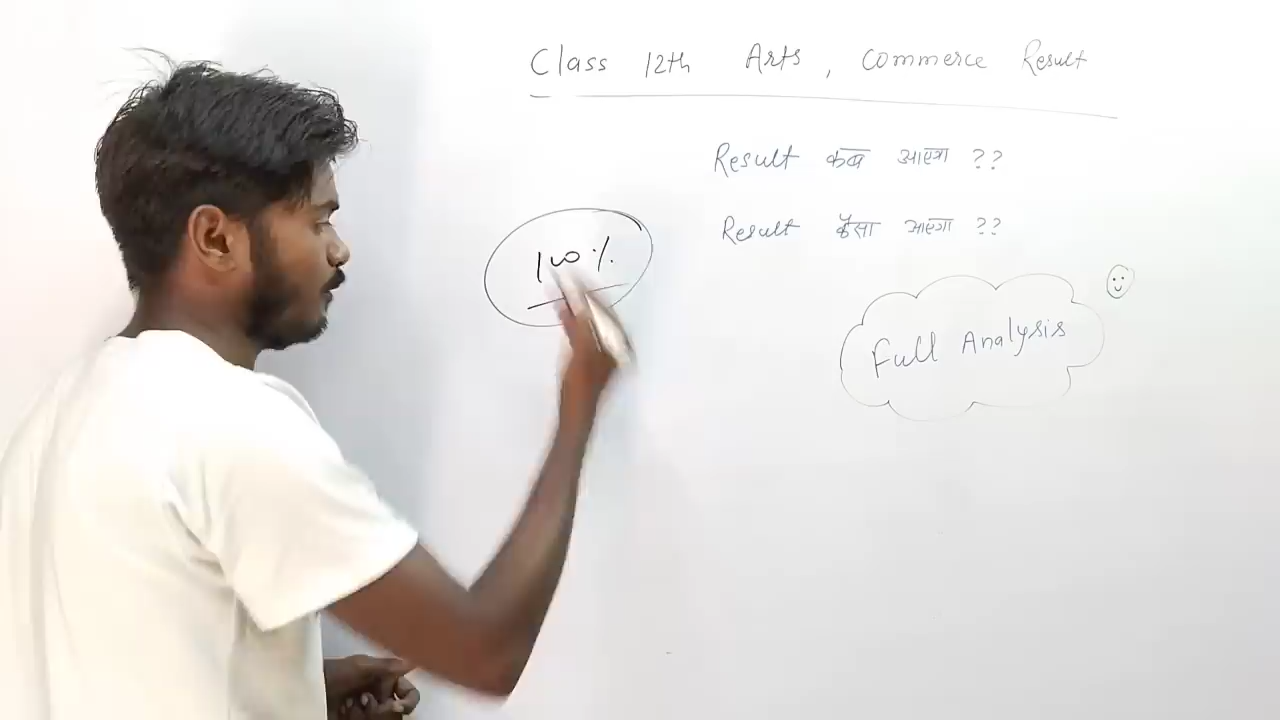 Class 12th Arts, Commerce Result
Result कब आएगा ??
Result कैसा आएगा ??
100%
Full Analysis